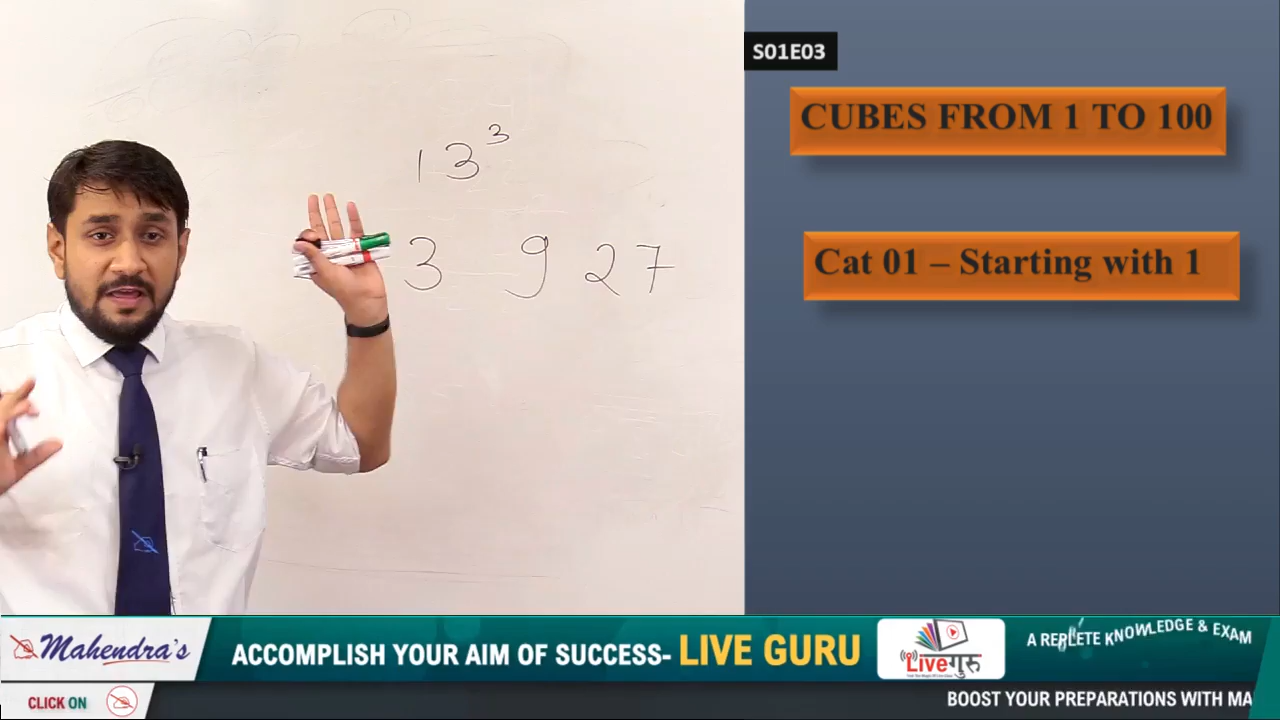 S01E03
CUBES FROM 1 TO 100
Cat 01 – Starting with 1
13³
3 9 27
Mahendra's
ACCOMPLISH YOUR AIM OF SUCCESS- LIVE GURU
Liveगुरु
A REPLETE KNOWLEDGE & EXAM
CLICK ON
BOOST YOUR PREPARATIONS WITH MA